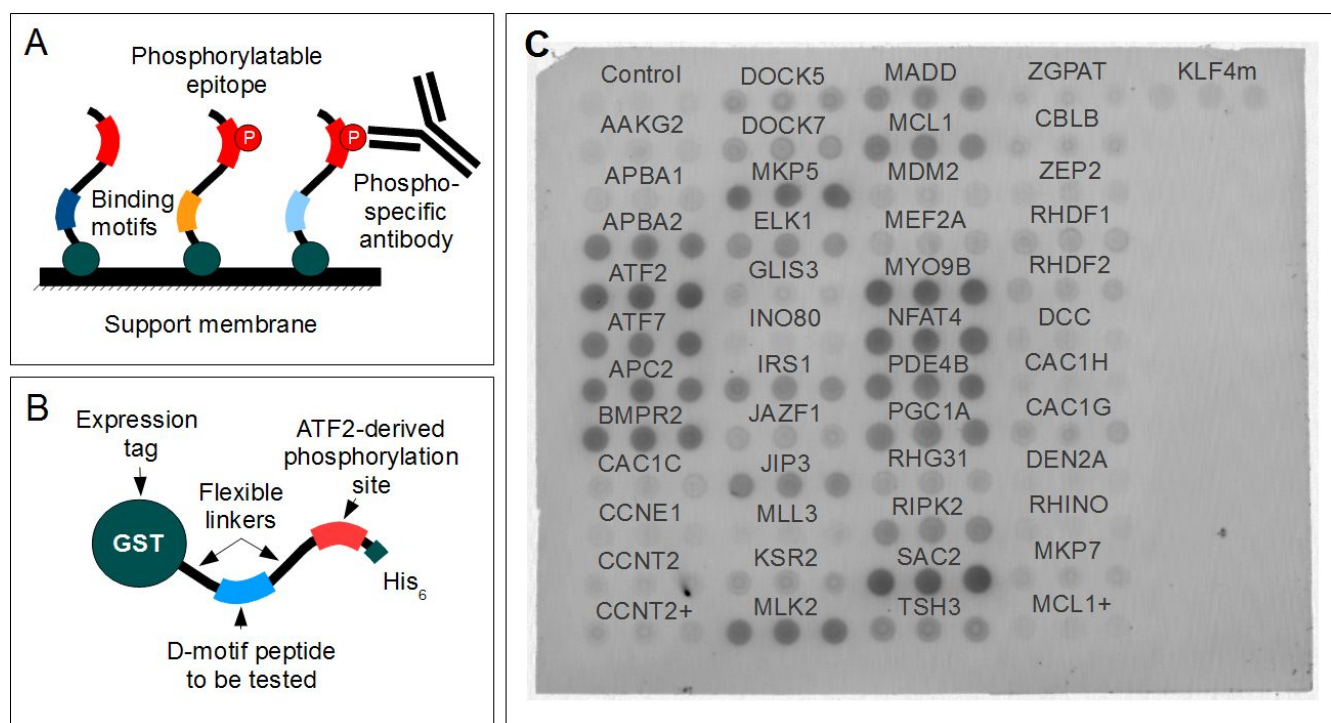 A
Phosphorylatable
epitope
P
P
Binding
motifs
Phospho-
specific
antibody
Support membrane
B
Expression
tag
ATF2-derived
phosphorylation
site
Flexible
linkers
GST
His6
D-motif peptide
to be tested
C
Control
AAKG2
APBA1
APBA2
ATF2
ATF7
APC2
BMPR2
CAC1C
CCNE1
CCNT2
CCNT2+
DOCK5
DOCK7
MKP5
ELK1
GLIS3
INO80
IRS1
JAZF1
JIP3
MLL3
KSR2
MLK2
MADD
MCL1
MDM2
MEF2A
MYO9B
NFAT4
PDE4B
PGC1A
RHG31
RIPK2
SAC2
TSH3
ZGPAT
CBLB
ZEP2
RHDF1
RHDF2
DCC
CAC1H
CAC1G
DEN2A
RHINO
MKP7
MCL1+
KLF4m